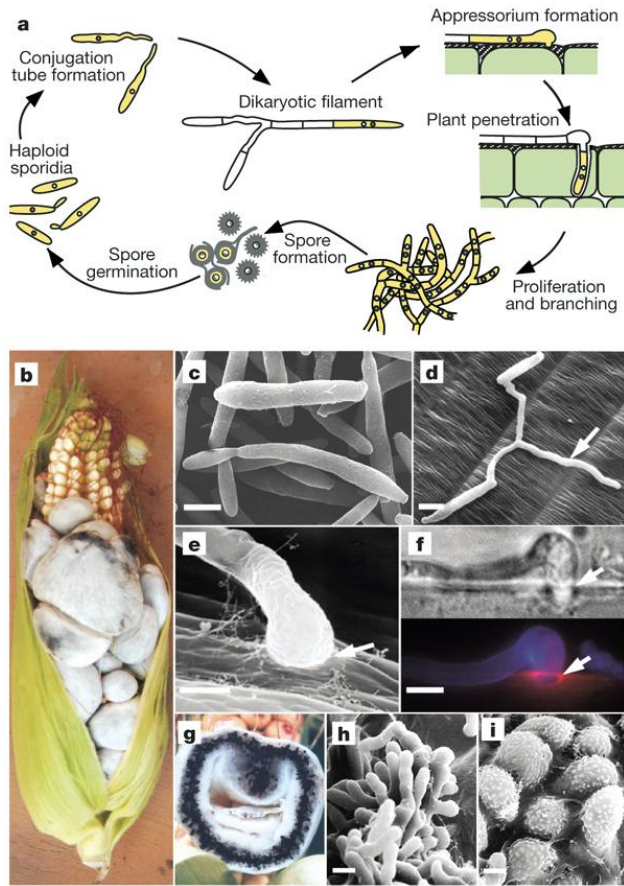 a
Conjugation
tube formation
Appressorium formation
Dikaryotic filament
Plant penetration
Haploid
sporidia
Spore
germination
Spore
formation
Proliferation
and branching
b
c
d
e
f
g
h
i